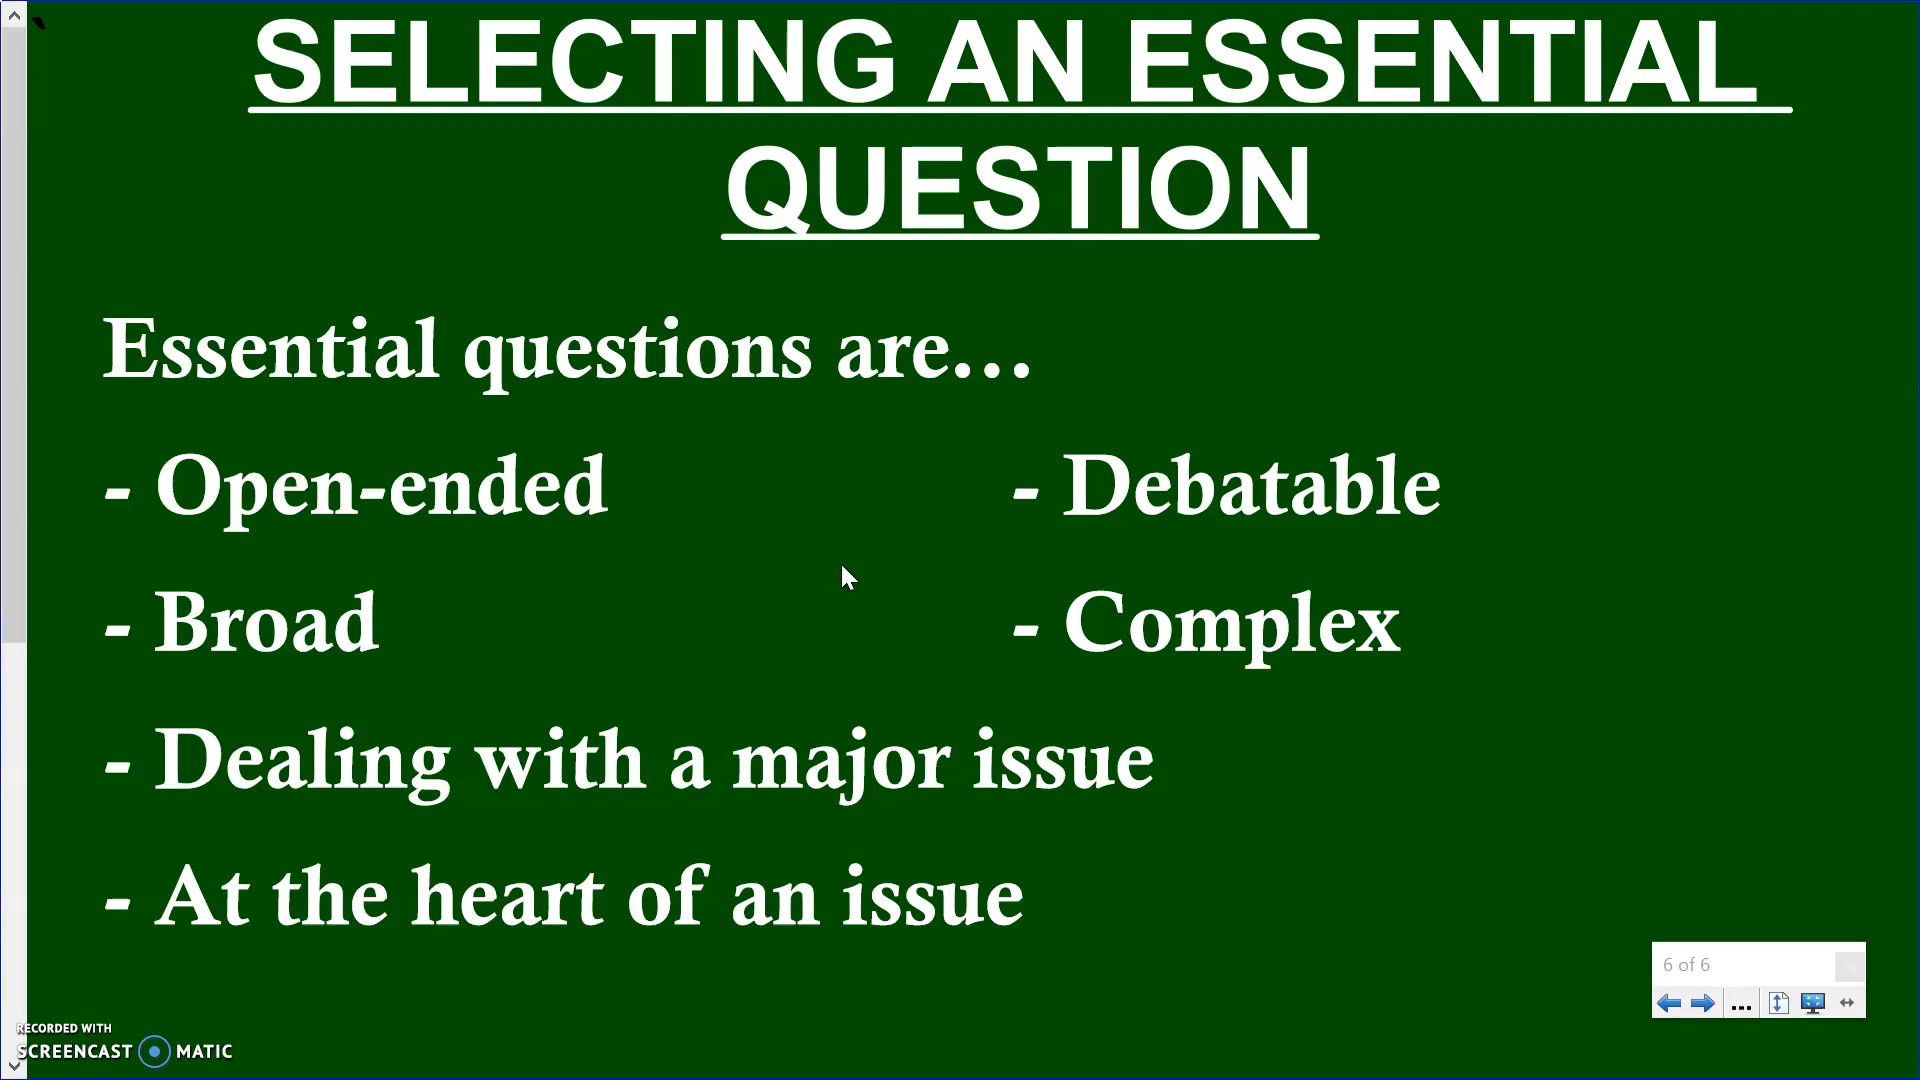 SELECTING AN ESSENTIAL
QUESTION
Essential questions are…
- Open-ended - Debatable
- Broad - Complex
- Dealing with a major issue
- At the heart of an issue
6 of 6
...
RECORDED WITH
SCREENCAST MATIC